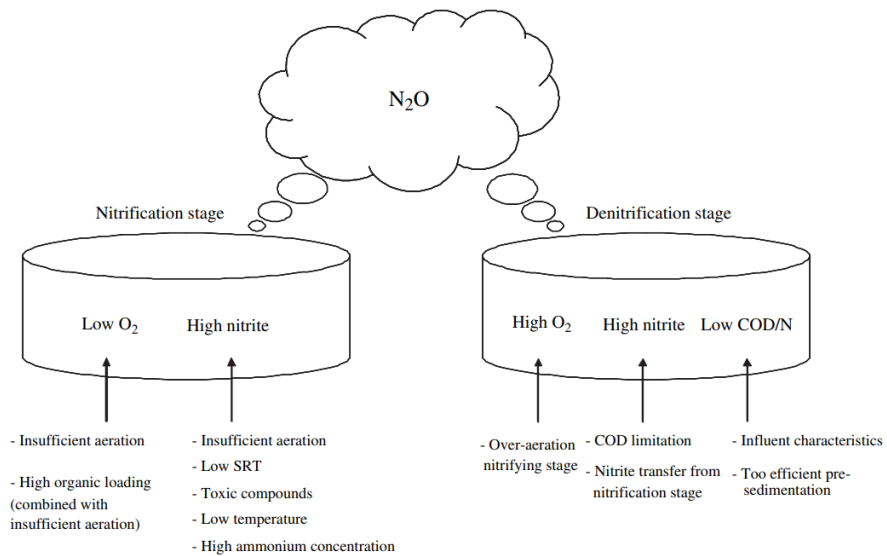 N2O
Nitrification stage
Denitrification stage
Low O2
High nitrite
High O2
High nitrite
Low COD/N
- Insufficient aeration
- High organic loading
(combined with
insufficient aeration)
- Insufficient aeration
- Low SRT
- Toxic compounds
- Low temperature
- High ammonium concentration
- Over-aeration
nitrifying stage
- COD limitation
- Nitrite transfer from
nitrification stage
- Influent characteristics
- Too efficient pre-
sedimentation